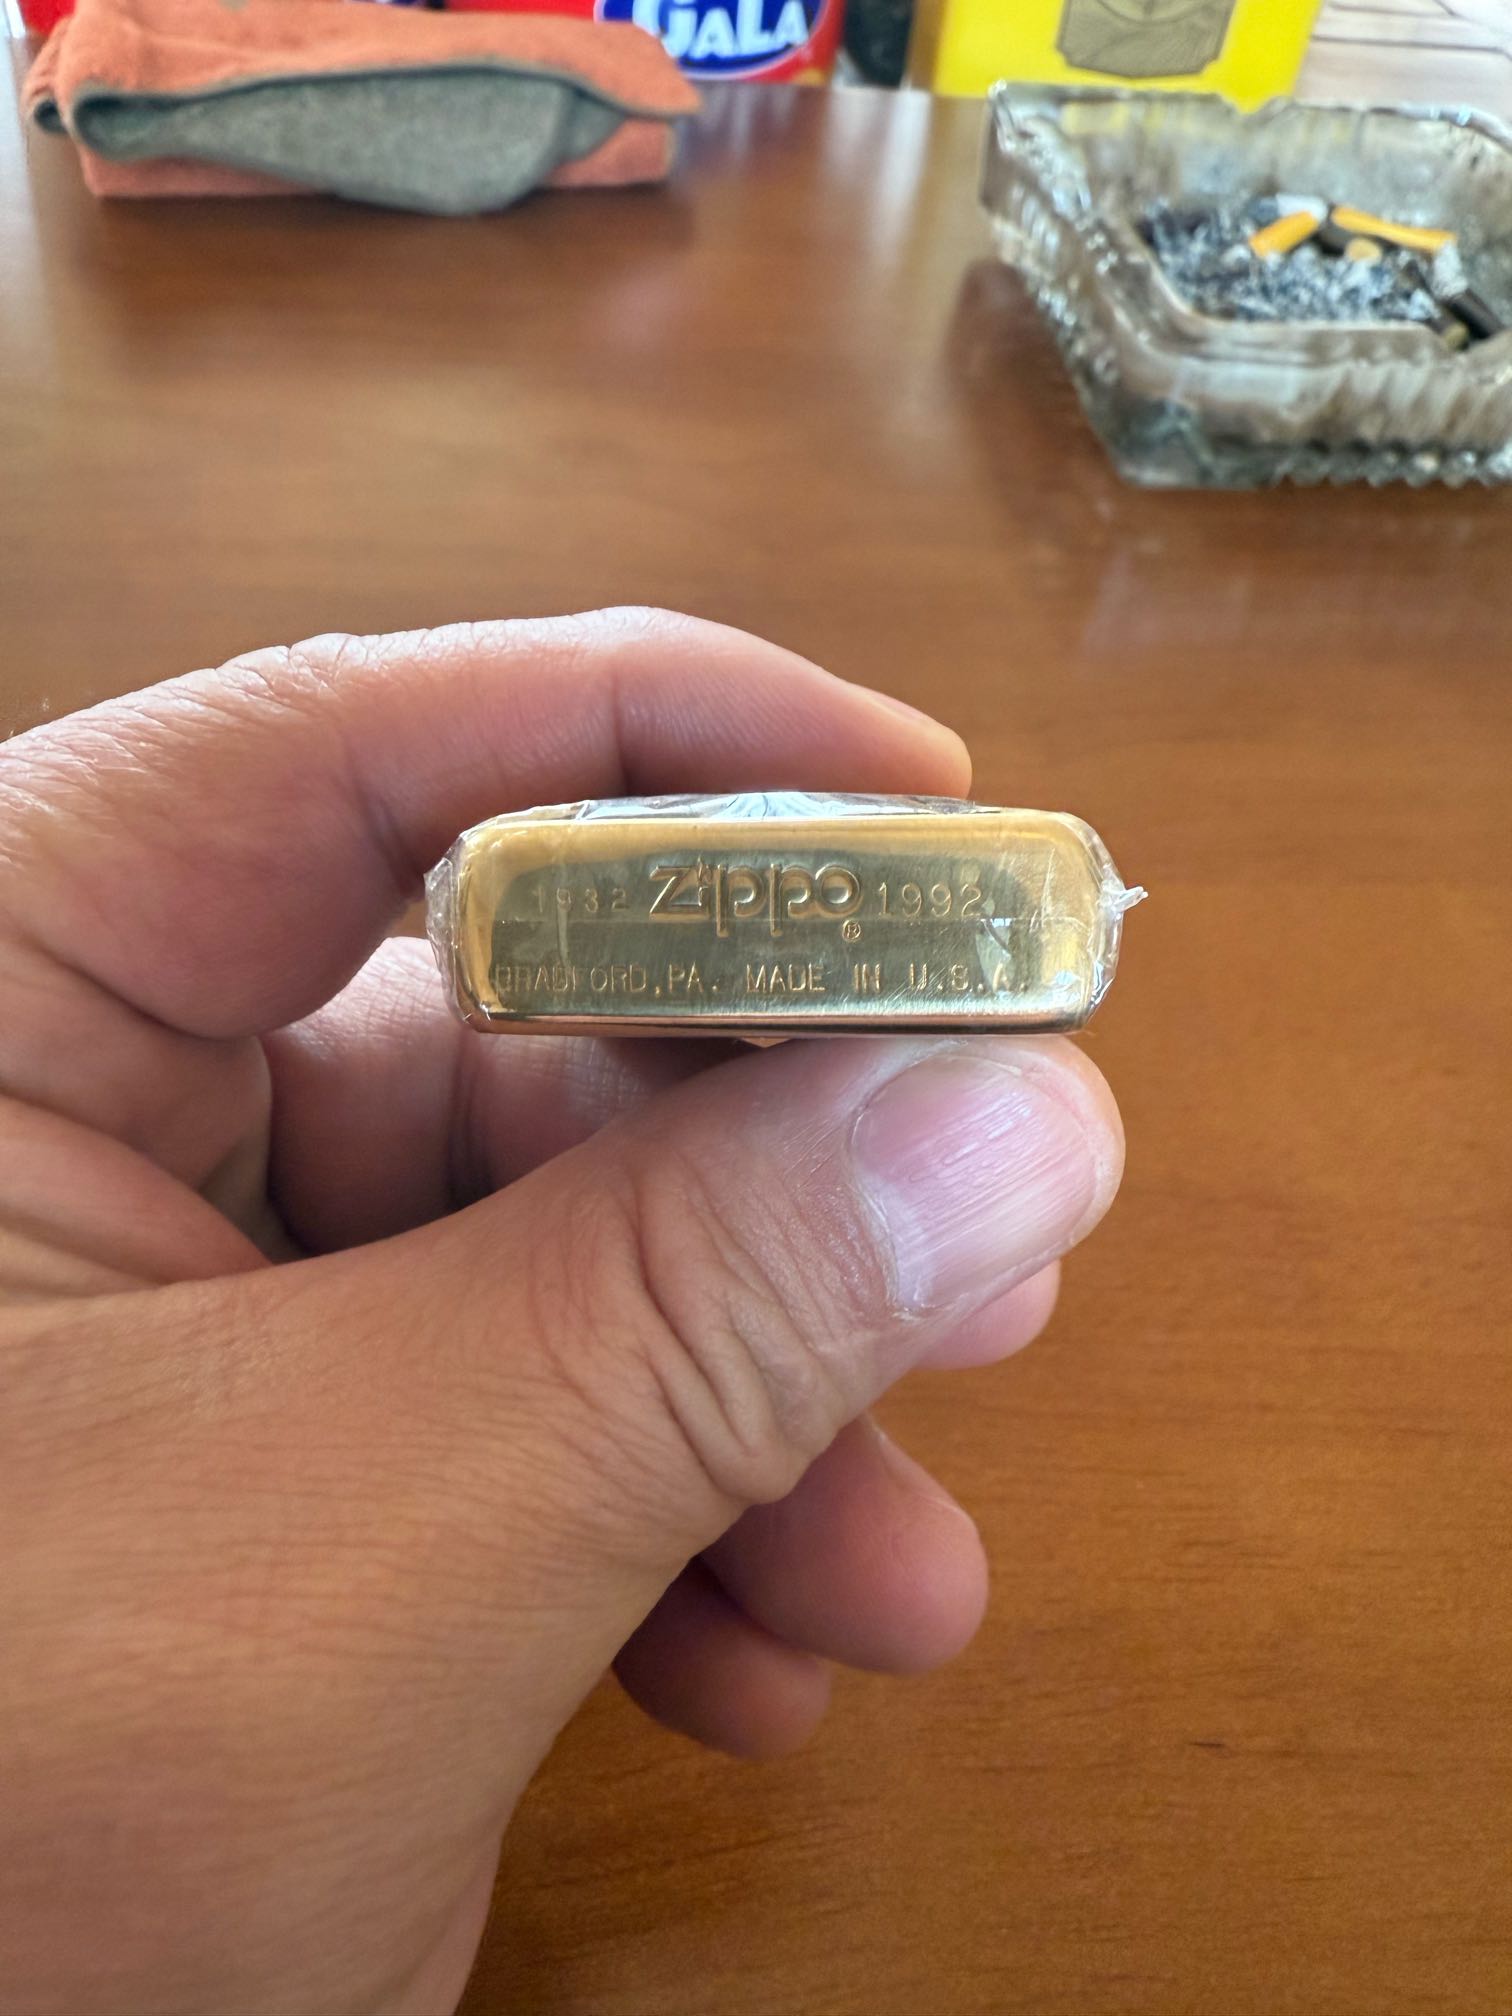 GALA
1932 Zippo 1992
®
BRADFORD, PA. MADE IN U.S.A.